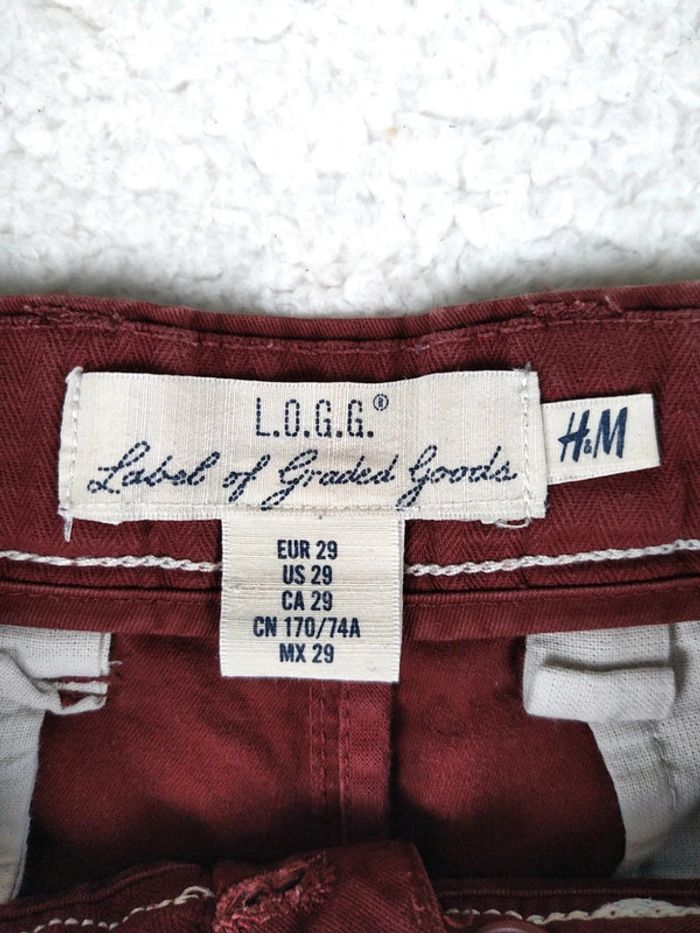 L.O.G.G.®
Label of Graded Goods
H&M
EUR 29
US 29
CA 29
CN 170/74A
MX 29